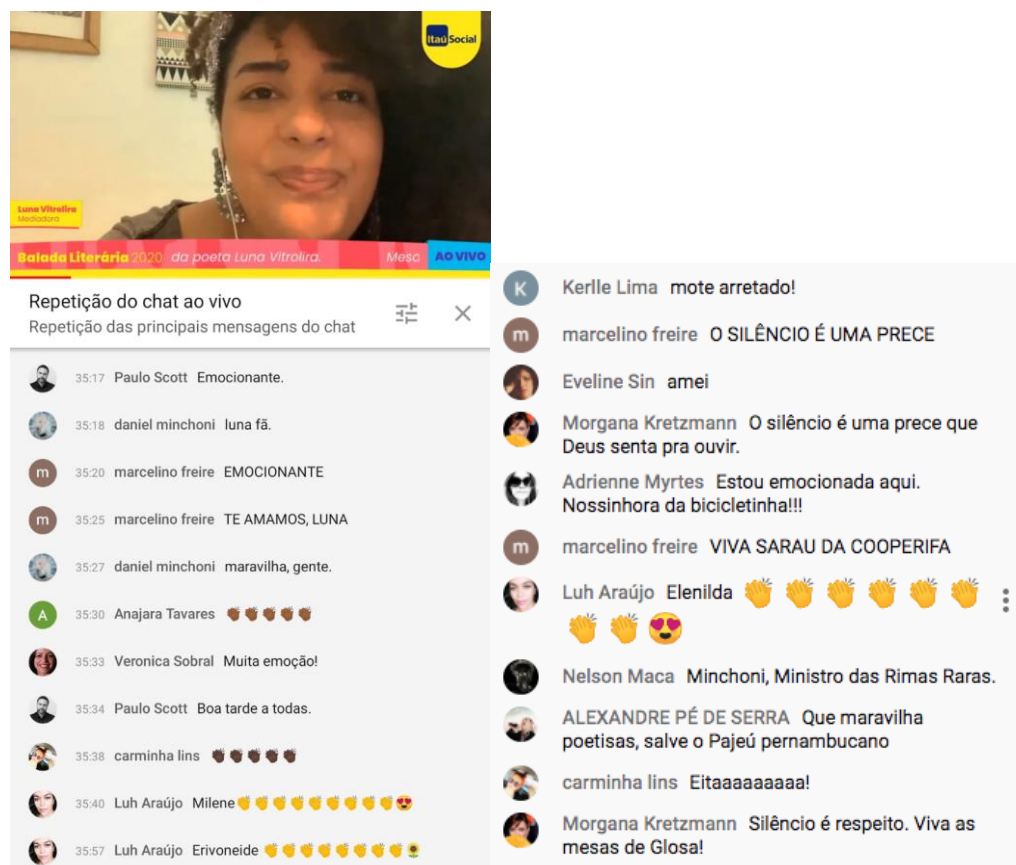 Itaú Social
Luna Vitrolira
Mediadora
Balada Literária 2020 da poeta Luna Vitrolira. Mesa AO VIVO
Repetição do chat ao vivo
Repetição das principais mensagens do chat
35:17 Paulo Scott Emocionante.
35:18 daniel minchoni luna fã.
m 35:20 marcelino freire EMOCIONANTE
m 35:25 marcelino freire TE AMAMOS, LUNA
35:27 daniel minchoni maravilha, gente.
A 35:30 Anajara Tavares 👏🏾👏🏾👏🏾👏🏾👏🏾
35:33 Veronica Sobral Muita emoção!
35:34 Paulo Scott Boa tarde a todas.
35:38 carminha lins 👏🏿👏🏿👏🏿👏🏿👏🏿
35:40 Luh Araújo Milene👏👏👏👏👏👏👏👏👏😍
35:57 Luh Araújo Erivoneide 👏👏👏👏👏👏👏👏🌻
K Kerlle Lima mote arretado!
m marcelino freire O SILÊNCIO É UMA PRECE
Eveline Sin amei
Morgana Kretzmann O silêncio é uma prece que
Deus senta pra ouvir.
Adrienne Myrtes Estou emocionada aqui.
Nossinhora da bicicletinha!!!
m marcelino freire VIVA SARAU DA COOPERIFA
Luh Araújo Elenilda 👏👏👏👏👏👏
👏👏😍
Nelson Maca Minchoni, Ministro das Rimas Raras.
ALEXANDRE PÉ DE SERRA Que maravilha
poetisas, salve o Pajeú pernambucano
carminha lins Eitaaaaaaaaa!
Morgana Kretzmann Silêncio é respeito. Viva as
mesas de Glosa!